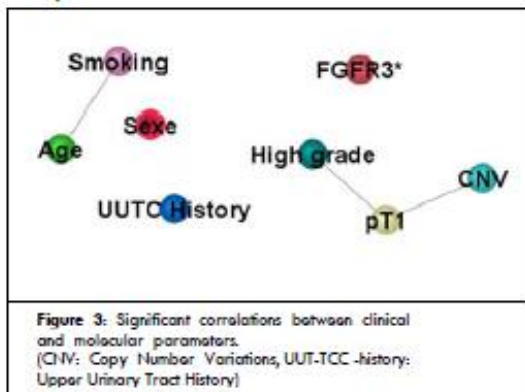 Smoking
FGFR3*
Sexe
Age
High grade
CNV
UUTC History
pT1
Figure 3: Significant correlations between clinical
and molecular parameters.
(CNV: Copy Number Variations, UUT-TCC -history:
Upper Urinary Tract History)